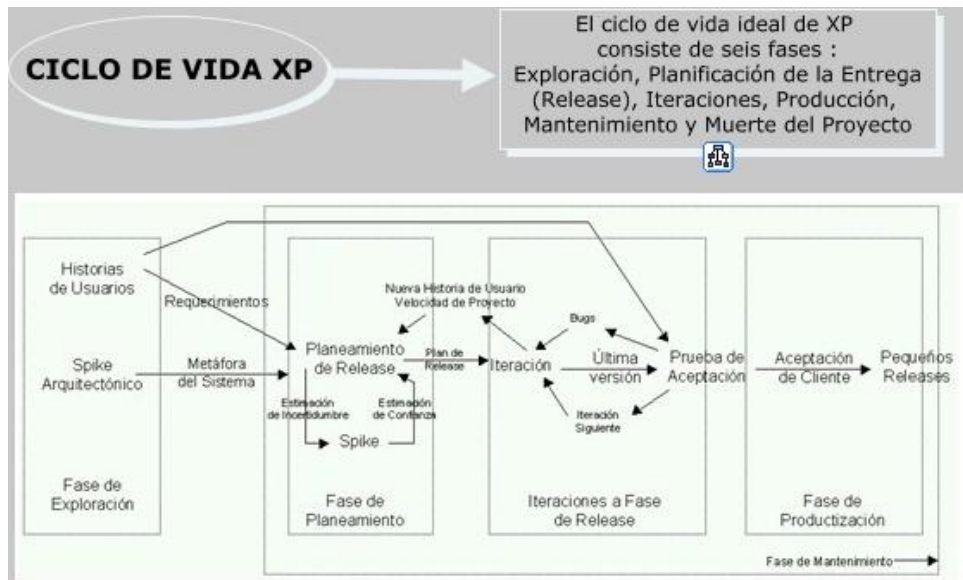 CICLO DE VIDA XP
El ciclo de vida ideal de XP
consiste de seis fases :
Exploración, Planificación de la Entrega
(Release), Iteraciones, Producción,
Mantenimiento y Muerte del Proyecto
Historias
de Usuarios
Requerimientos
Spike
Arquitectónico
Metáfora
del Sistema
Fase de
Exploración
Nueva Historia de Usuario
Velocidad de Proyecto
Planeamiento
de Release
Plan de
Release
Estimación
de Incertidumbre
Estimación
de Confianza
Spike
Fase de
Planeamiento
Bugs
Iteración
Última
versión
Prueba de
Aceptación
Iteración
Siguiente
Iteraciones a Fase
de Release
Aceptación
de Cliente
Pequeños
Releases
Fase de
Productización
Fase de Mantenimiento